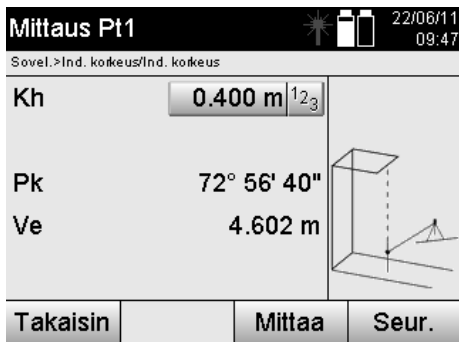 Mittaus Pt1
22/06/11
09:47
Sovel.>Ind. korkeus/Ind. korkeus
Kh 0.400 m 123
Pk 72° 56' 40"
Ve 4.602 m
Takaisin Mittaa Seur.